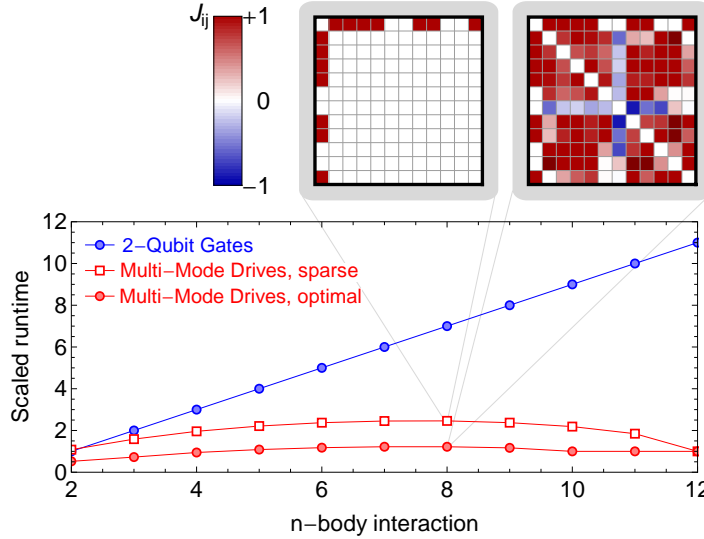 J_ij +1
0
−1
12
10
8
6
4
2
0
Scaled runtime
2−Qubit Gates
Multi−Mode Drives, sparse
Multi−Mode Drives, optimal
2 4 6 8 10 12
n−body interaction